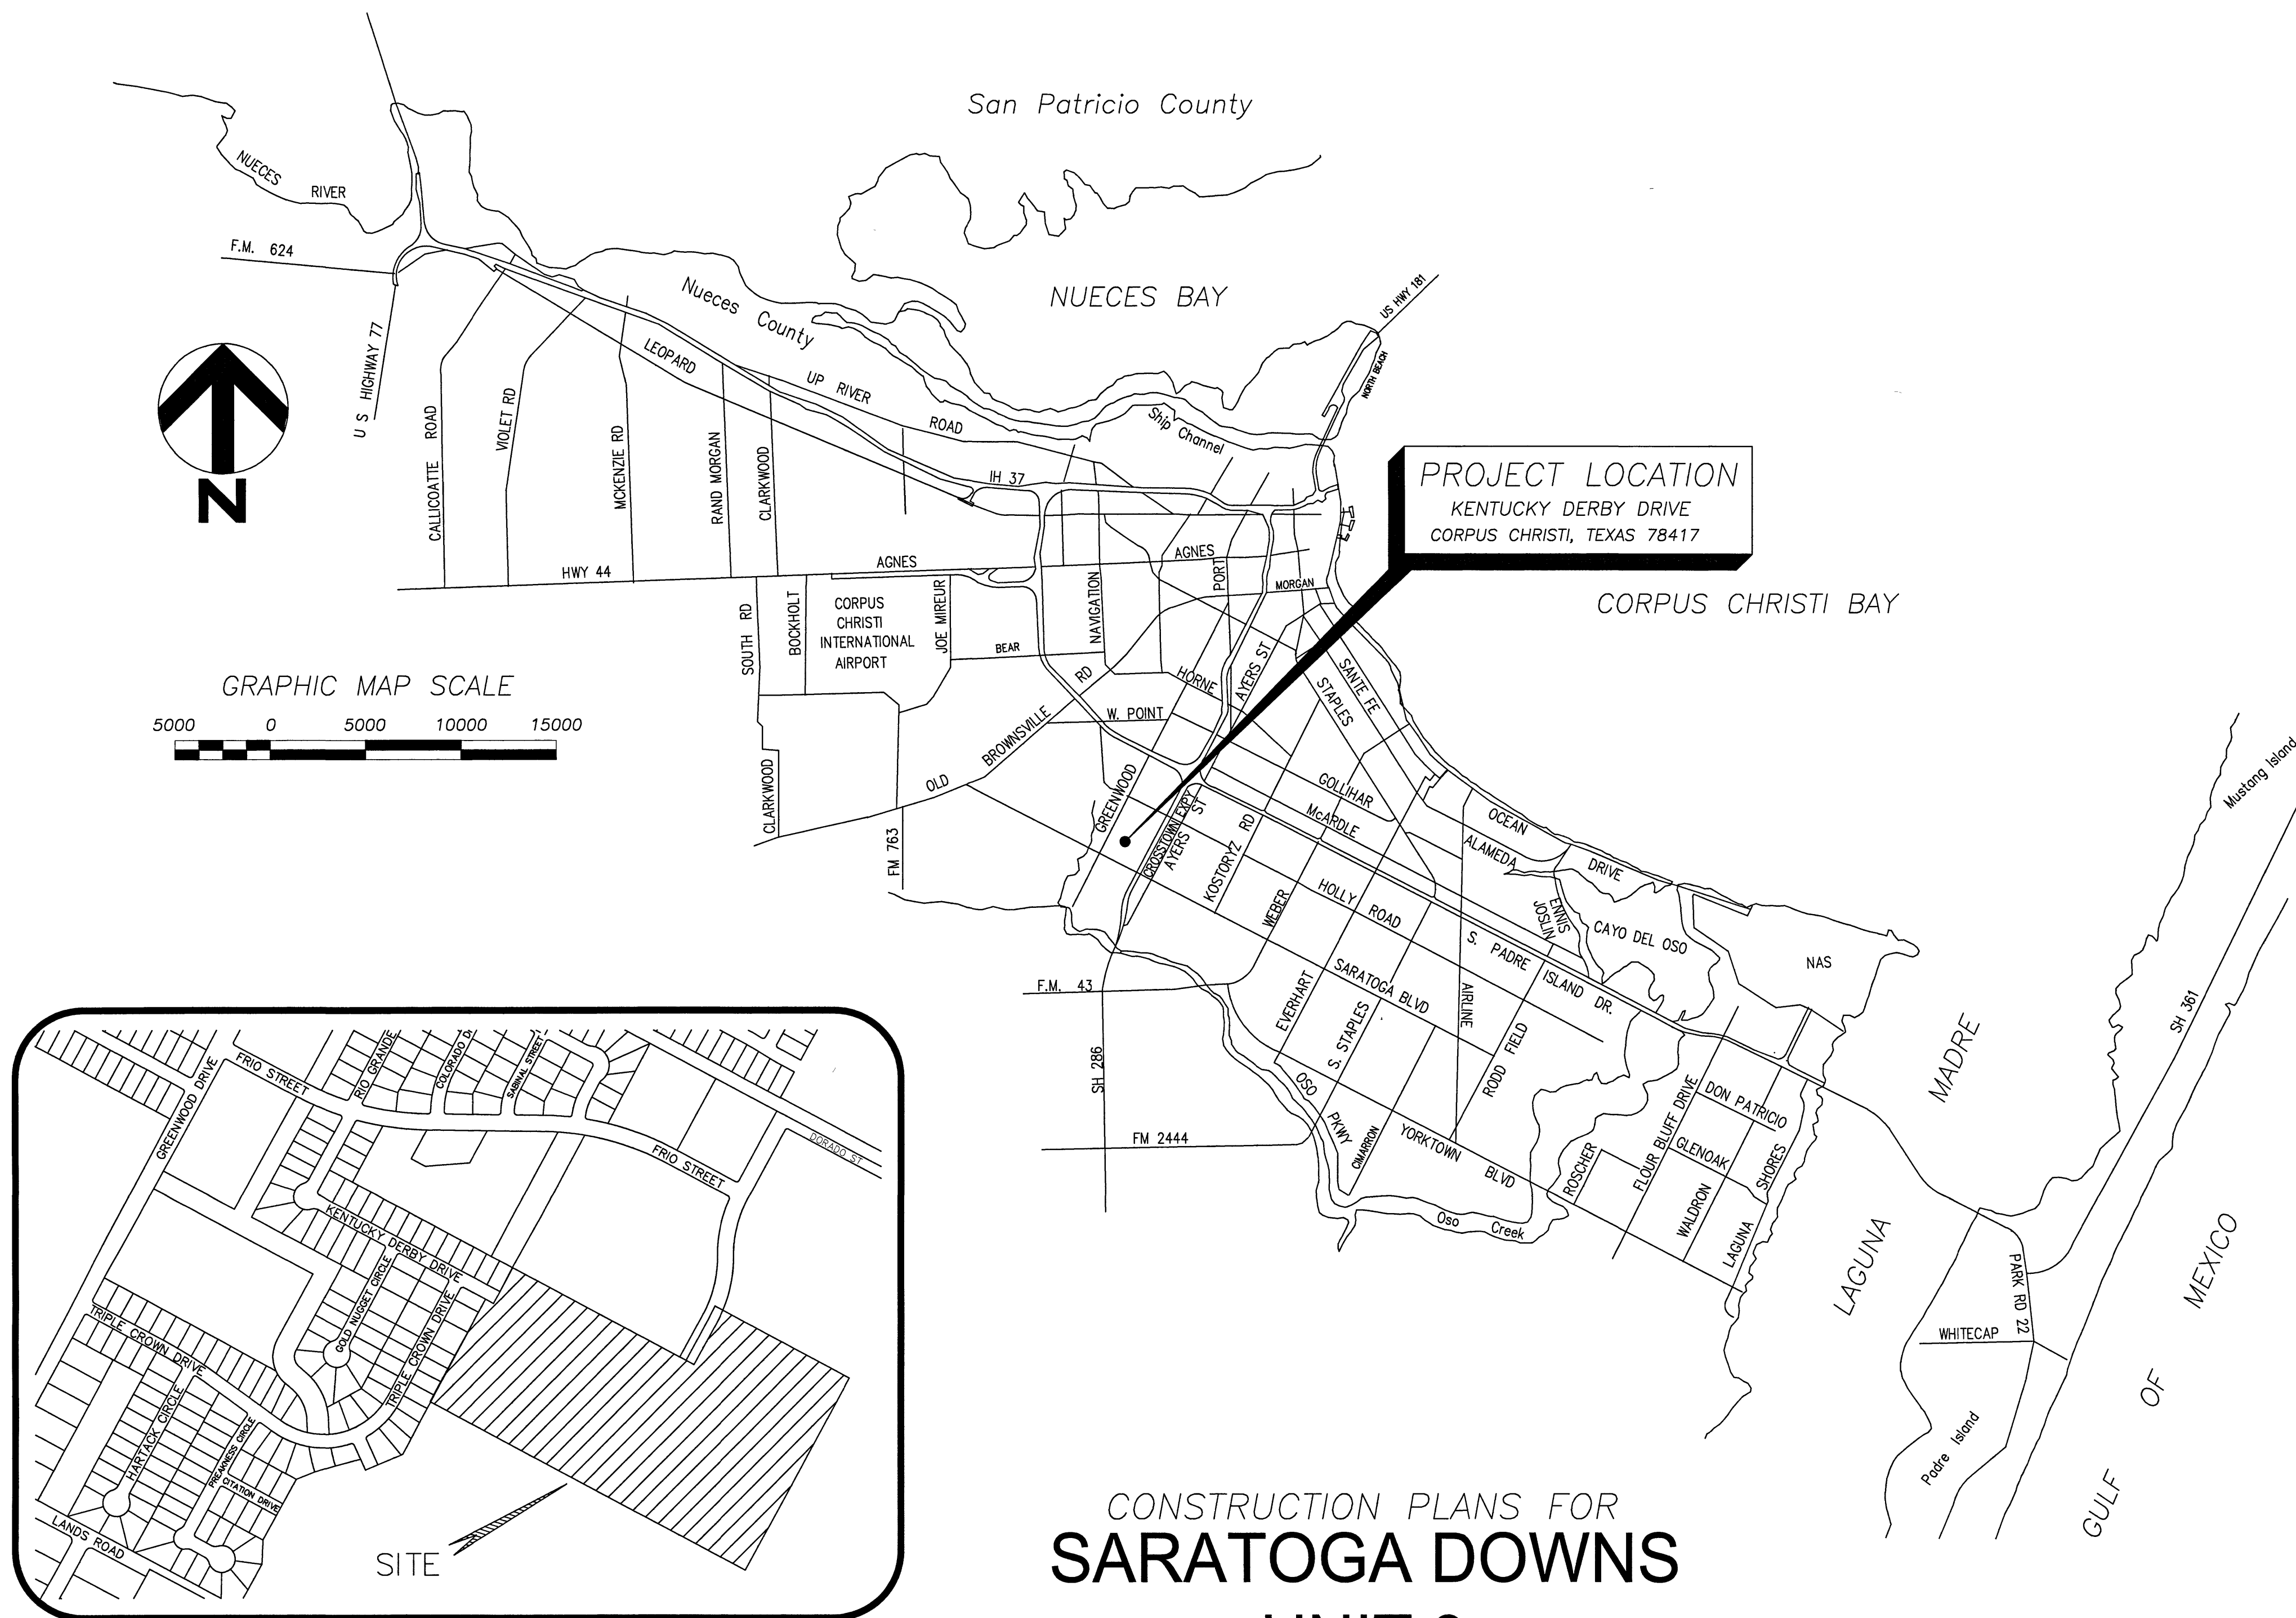 San Patricio County
NUECES
RIVER
F.M. 624
NUECES BAY
US HWY 181
Nueces
County
NORTH BEACH
U S HIGHWAY 77
CALLICOATTE ROAD
VIOLET RD
MCKENZIE RD
LEOPARD
RAND MORGAN
CLARKWOOD
UP RIVER
ROAD
Ship Channel
IH 37
N
PROJECT LOCATION
KENTUCKY DERBY DRIVE
CORPUS CHRISTI, TEXAS 78417
HWY 44
AGNES
AGNES
PORT
MORGAN
CORPUS CHRISTI BAY
SOUTH RD
BOCKHOLT
CORPUS
CHRISTI
INTERNATIONAL
AIRPORT
JOE MIREUR
BEAR
NAVIGATION
RD
HORNE
AYERS ST
STAPLES
SANTE FE
W. POINT
BROWNSVILLE
OLD
GRAPHIC MAP SCALE
5000 0 5000 10000 15000
CLARKWOOD
FM 763
GREENWOOD
CROSSTOWN EXPY
AYERS ST
KOSTORYZ RD
WEBER
GOLLIHAR
McARDLE
OCEAN
DRIVE
ALAMEDA
ENNIS
JOSLIN
CAYO DEL OSO
NAS
HOLLY ROAD
S. PADRE
ISLAND DR.
SARATOGA BLVD
AIRLINE
EVERHART
S. STAPLES
RODD FIELD
F.M. 43
SH 286
FM 2444
OSO
PKWY
CIMARRON
YORKTOWN
BLVD
Oso Creek
ROSCHER
FLOUR BLUFF DRIVE
DON PATRICIO
GLENOAK
WALDRON
LAGUNA
SHORES
LAGUNA
MADRE
Mustang Island
SH 361
PARK RD 22
WHITECAP
Padre Island
GULF
OF
MEXICO
GREENWOOD DRIVE
FRIO STREET
RIO GRANDE
SABINAL STREET
DORADO ST
FRIO STREET
KENTUCKY DERBY DRIVE
GOLD NUGGET CIRCLE
TRIPLE CROWN DRIVE
TRIPLE CROWN DRIVE
HARTACK CIRCLE
PREAKNESS CIRCLE
CITATION DRIVE
LANDS ROAD
SITE
CONSTRUCTION PLANS FOR
SARATOGA DOWNS